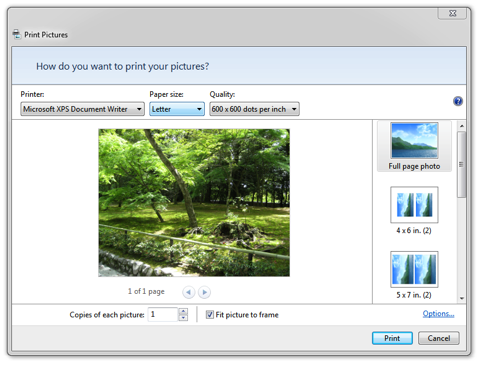 Print Pictures
How do you want to print your pictures?
Printer: Paper size: Quality:
Microsoft XPS Document Writer Letter 600 x 600 dots per inch
?
Full page photo
4 x 6 in. (2)
5 x 7 in. (2)
1 of 1 page
Copies of each picture: 1 Fit picture to frame Options...
Print Cancel